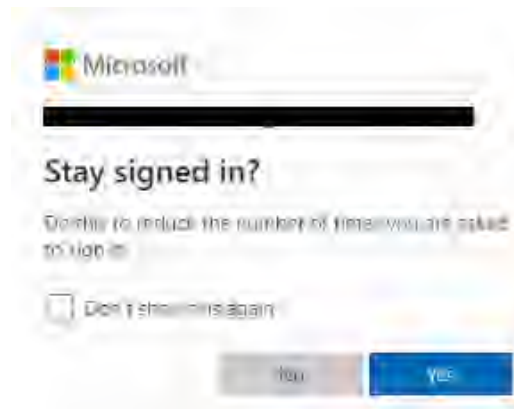 Microsoft
Stay signed in?
Do this to reduce the number of times you are asked
to sign in.
Don't show this again
No
Yes